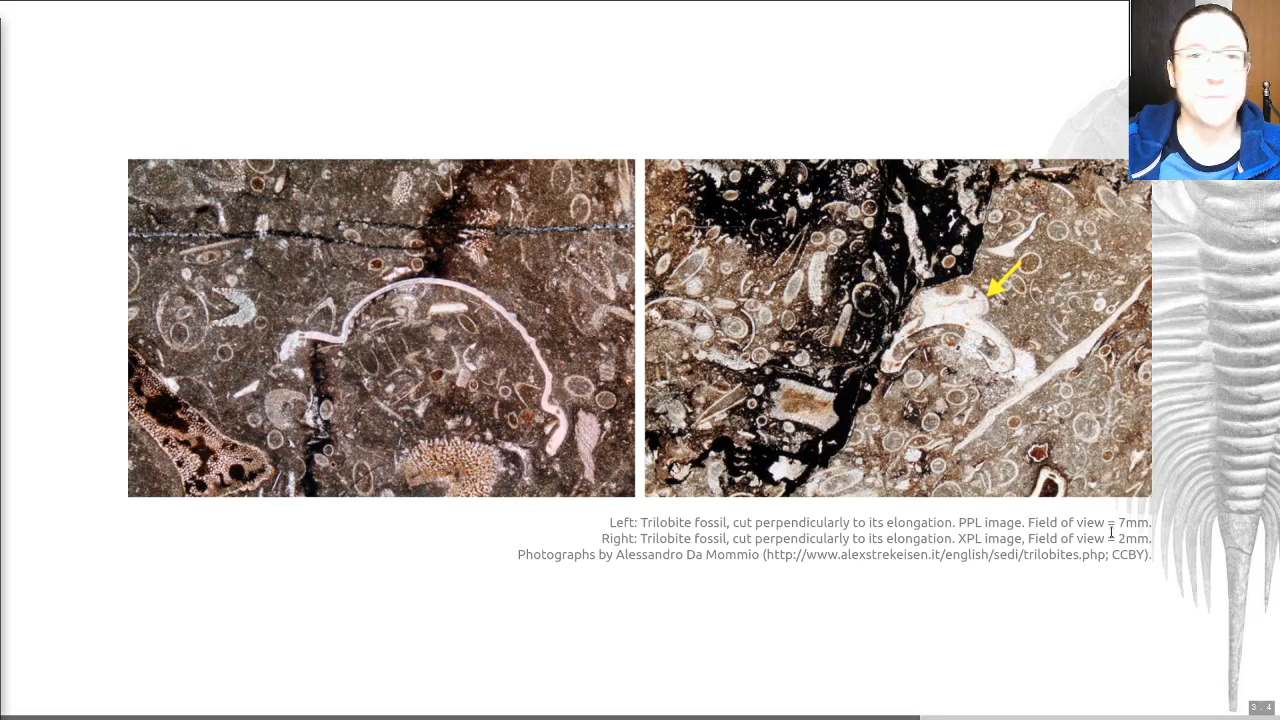 Left: Trilobite fossil, cut perpendicularly to its elongation. PPL image. Field of view = 7mm.
Right: Trilobite fossil, cut perpendicularly to its elongation. XPL image, Field of view = 2mm.
Photographs by Alessandro Da Mommio (http://www.alexstrekeisen.it/english/sedi/trilobites.php; CCBY).
3 . 4